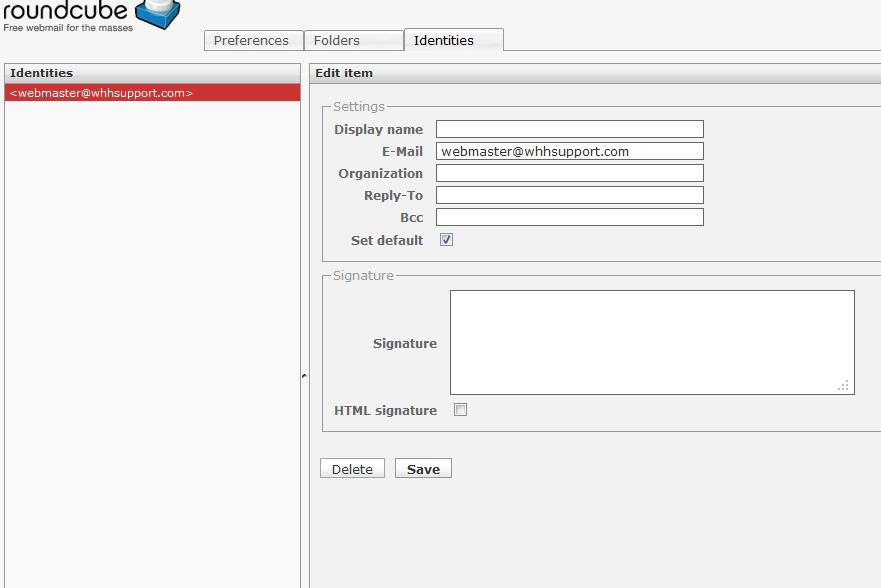 roundcube
Free webmail for the masses
Preferences Folders Identities
Identities
<webmaster@whhsupport.com>
Edit item
Settings
Display name
E-Mail webmaster@whhsupport.com
Organization
Reply-To
Bcc
Set default
Signature
Signature
HTML signature
Delete Save